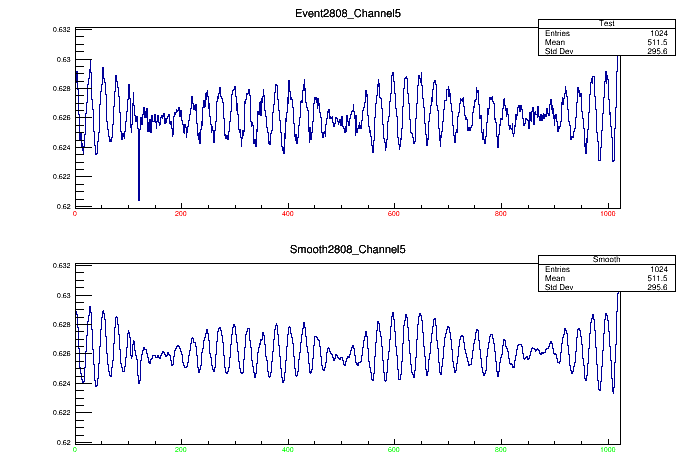 Event2808_Channel5
Test
Entries 1024
Mean 511.5
Std Dev 295.6
0.632
0.63
0.628
0.626
0.624
0.622
0.62
0 200 400 600 800 1000
Smooth2808_Channel5
Smooth
Entries 1024
Mean 511.5
Std Dev 295.6
0.632
0.63
0.628
0.626
0.624
0.622
0.62
0 200 400 600 800 1000